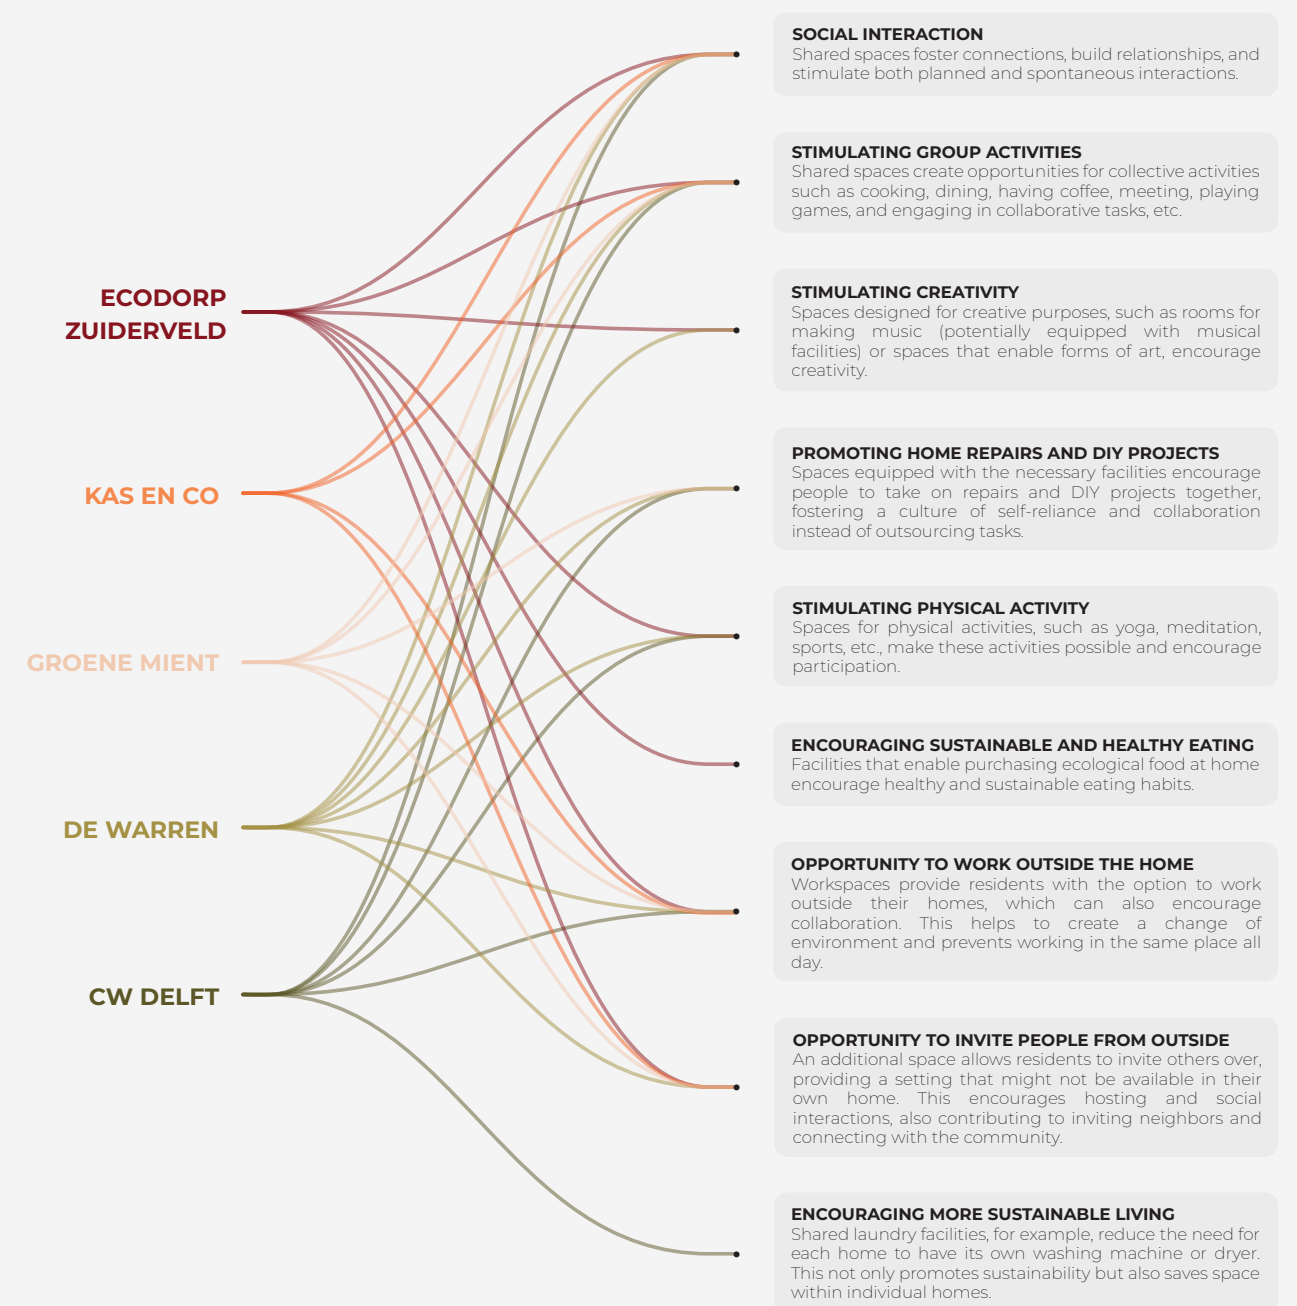 SOCIAL INTERACTION
Shared spaces foster connections, build relationships, and
stimulate both planned and spontaneous interactions.
STIMULATING GROUP ACTIVITIES
Shared spaces create opportunities for collective activities
such as cooking, dining, having coffee, meeting, playing
games, and engaging in collaborative tasks, etc.
STIMULATING CREATIVITY
Spaces designed for creative purposes, such as rooms for
making music (potentially equipped with musical
facilities) or spaces that enable forms of art, encourage
creativity.
PROMOTING HOME REPAIRS AND DIY PROJECTS
Spaces equipped with the necessary facilities encourage
people to take on repairs and DIY projects together,
fostering a culture of self-reliance and collaboration
instead of outsourcing tasks.
STIMULATING PHYSICAL ACTIVITY
Spaces for physical activities, such as yoga, meditation,
sports, etc., make these activities possible and encourage
participation.
ENCOURAGING SUSTAINABLE AND HEALTHY EATING
Facilities that enable purchasing ecological food at home
encourage healthy and sustainable eating habits.
OPPORTUNITY TO WORK OUTSIDE THE HOME
Workspaces provide residents with the option to work
outside their homes, which can also encourage
collaboration. This helps to create a change of
environment and prevents working in the same place all
day.
OPPORTUNITY TO INVITE PEOPLE FROM OUTSIDE
An additional space allows residents to invite others over,
providing a setting that might not be available in their
own home. This encourages hosting and social
interactions, also contributing to inviting neighbors and
connecting with the community.
ENCOURAGING MORE SUSTAINABLE LIVING
Shared laundry facilities, for example, reduce the need for
each home to have its own washing machine or dryer.
This not only promotes sustainability but also saves space
within individual homes.
ECODORP
ZUIDERVELD
KAS EN CO
GROENE MIENT
DE WARREN
CW DELFT